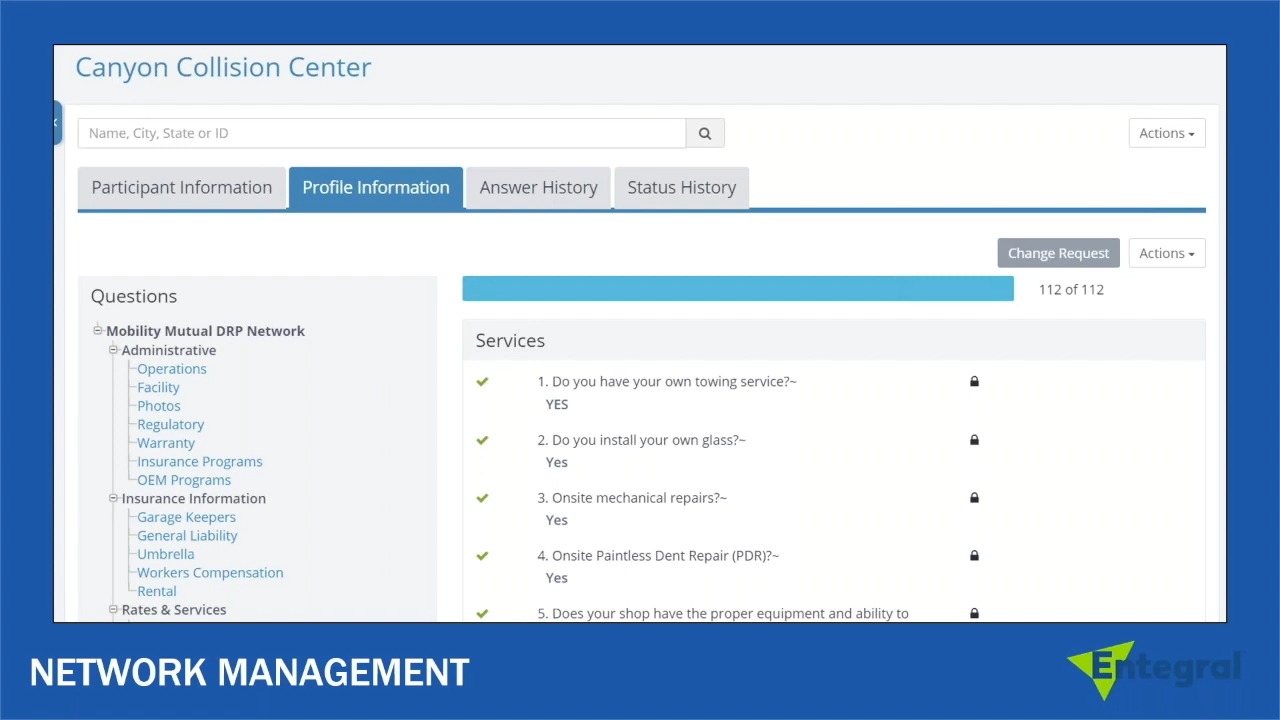 Canyon Collision Center
Name, City, State or ID
Actions
Participant Information
Profile Information
Answer History
Status History
Change Request
Actions
Questions
112 of 112
Mobility Mutual DRP Network
Administrative
Operations
Facility
Photos
Regulatory
Warranty
Insurance Programs
OEM Programs
Insurance Information
Garage Keepers
General Liability
Umbrella
Workers Compensation
Rental
Rates & Services
Services
1. Do you have your own towing service?~
YES
2. Do you install your own glass?~
Yes
3. Onsite mechanical repairs?~
Yes
4. Onsite Paintless Dent Repair (PDR)?~
Yes
5. Does your shop have the proper equipment and ability to
NETWORK MANAGEMENT
Entegral